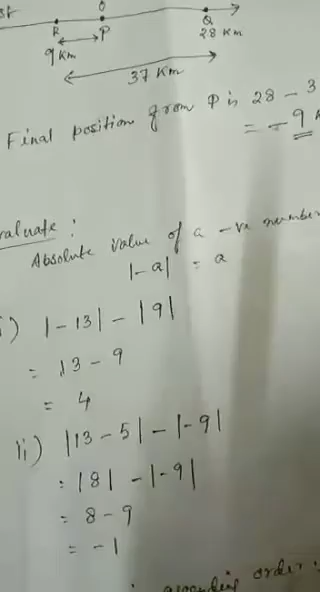 0
R P Q
9 Km 28 Km
37 Km
Final position from P is 28 - 3
= - 9
Absolute value of a -ve number
|-a| = a
|-13| - |9|
= 13 - 9
= 4
ii) |13 - 5| - |-9|
= |8| - |-9|
= 8 - 9
= -1
order :